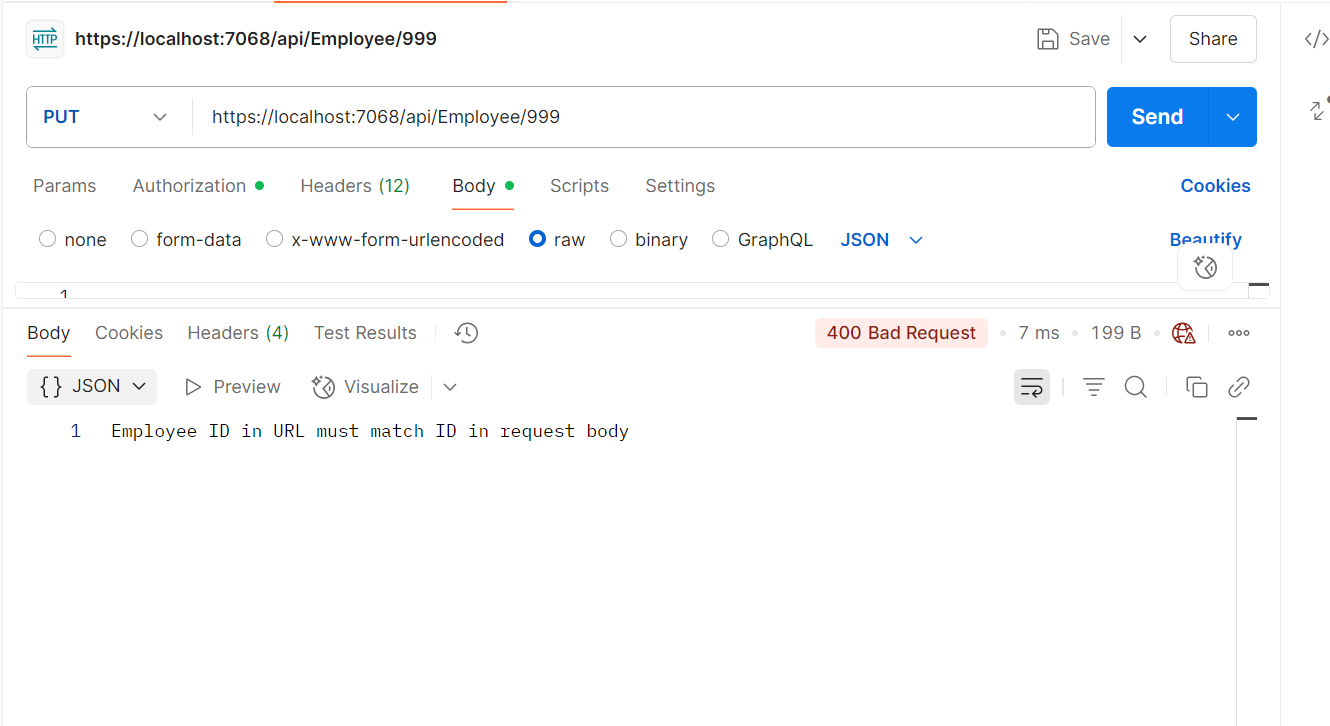 HTTP https://localhost:7068/api/Employee/999 Save Share </>
PUT https://localhost:7068/api/Employee/999 Send
Params Authorization Headers (12) Body Scripts Settings Cookies
none form-data x-www-form-urlencoded raw binary GraphQL JSON Beautify
1
Body Cookies Headers (4) Test Results 400 Bad Request 7 ms 199 B
{} JSON Preview Visualize
1 Employee ID in URL must match ID in request body